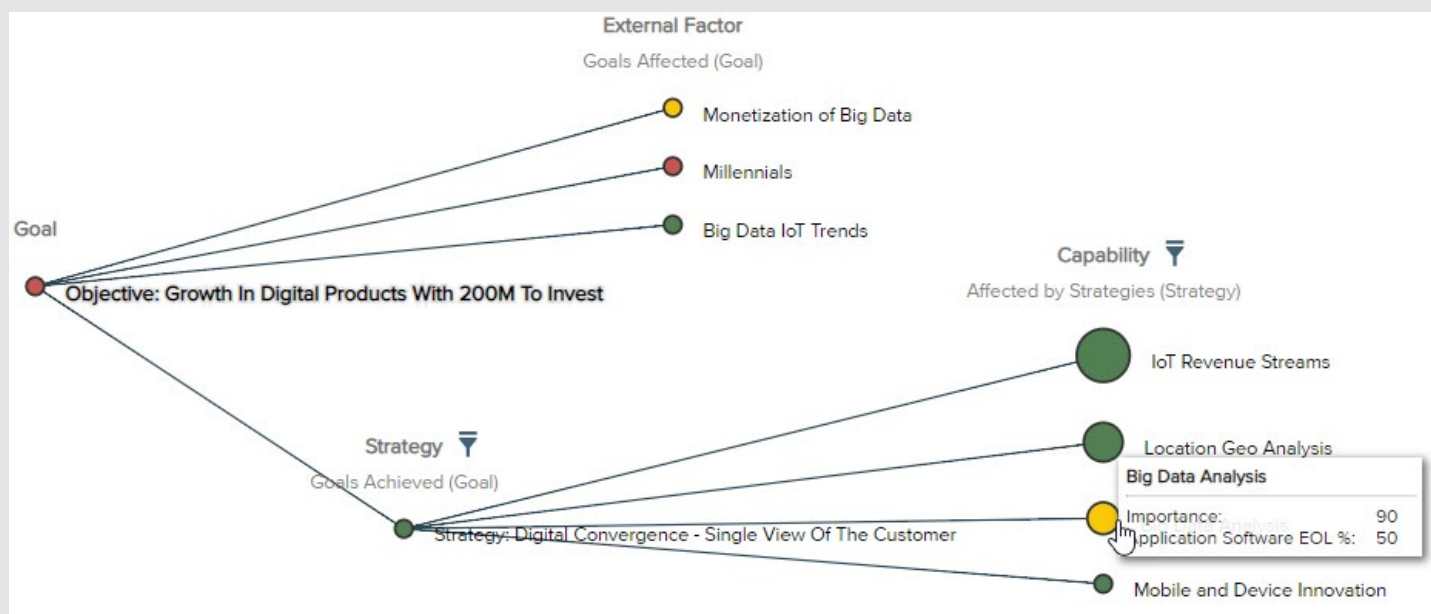 External Factor
Goals Affected (Goal)
Monetization of Big Data
Millennials
Big Data IoT Trends
Goal
Objective: Growth In Digital Products With 200M To Invest
Capability
Affected by Strategies (Strategy)
IoT Revenue Streams
Strategy
Goals Achieved (Goal)
Location Geo Analysis
Big Data Analysis
Importance: 90
Application Software EOL %: 50
Strategy: Digital Convergence - Single View Of The Customer
Mobile and Device Innovation